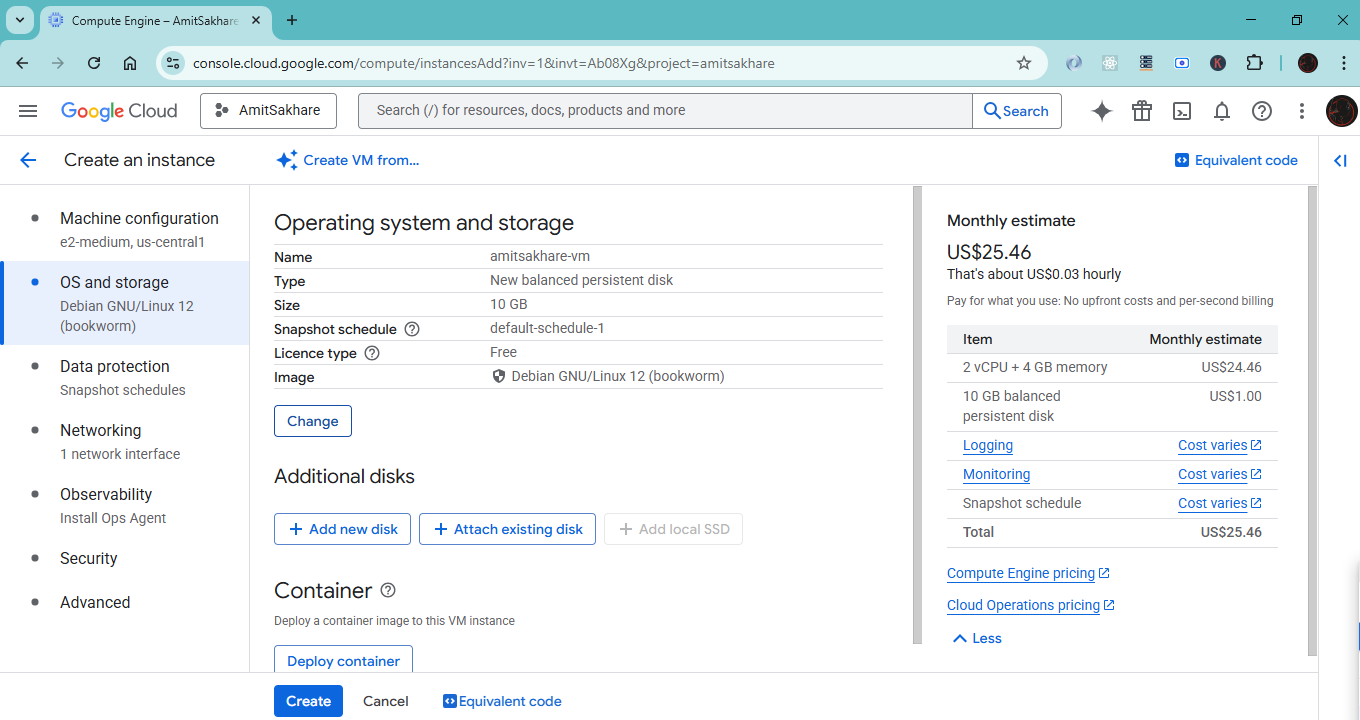 Compute Engine – AmitSakhare
console.cloud.google.com/compute/instancesAdd?inv=1&invt=Ab08Xg&project=amitsakhare
K
Google Cloud
AmitSakhare
Search (/) for resources, docs, products and more
Search
Create an instance
Create VM from...
Equivalent code
Machine configuration
e2-medium, us-central1
OS and storage
Debian GNU/Linux 12
(bookworm)
Data protection
Snapshot schedules
Networking
1 network interface
Observability
Install Ops Agent
Security
Advanced
Operating system and storage
Name amitsakhare-vm
Type New balanced persistent disk
Size 10 GB
Snapshot schedule default-schedule-1
Licence type Free
Image Debian GNU/Linux 12 (bookworm)
Change
Additional disks
Add new disk
Attach existing disk
Add local SSD
Container
Deploy a container image to this VM instance
Deploy container
Monthly estimate
US$25.46
That's about US$0.03 hourly
Pay for what you use: No upfront costs and per-second billing
Item Monthly estimate
2 vCPU + 4 GB memory US$24.46
10 GB balanced US$1.00
persistent disk
Logging Cost varies
Monitoring Cost varies
Snapshot schedule Cost varies
Total US$25.46
Compute Engine pricing
Cloud Operations pricing
Less
Create
Cancel
Equivalent code